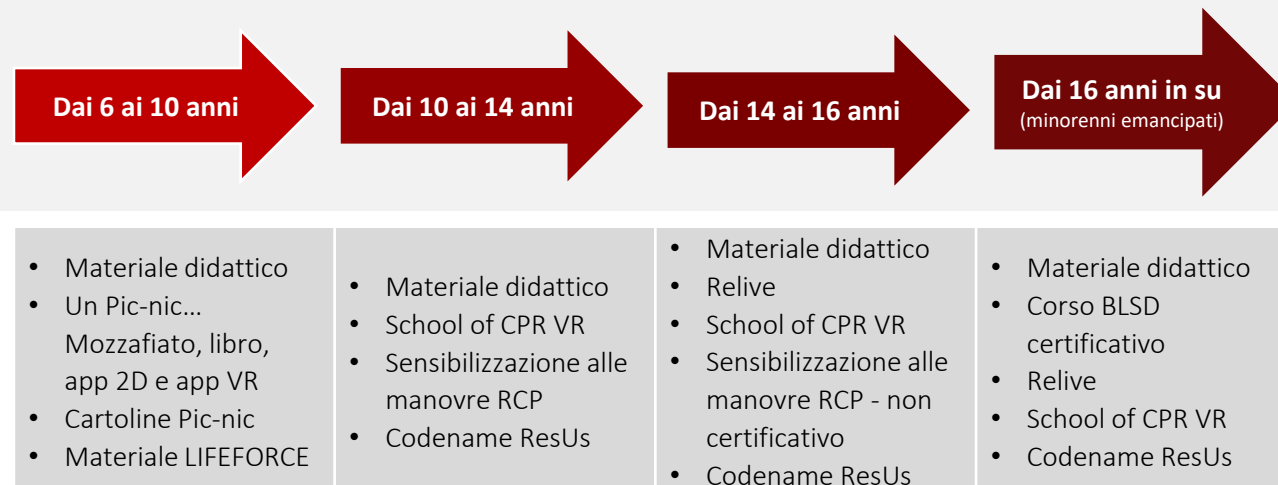 Dai 6 ai 10 anni
Dai 10 ai 14 anni
Dai 14 ai 16 anni
Dai 16 anni in su
(minorenni emancipati)
• Materiale didattico
• Un Pic-nic...
Mozzafiato, libro,
app 2D e app VR
• Cartoline Pic-nic
• Materiale LIFEFORCE
• Materiale didattico
• School of CPR VR
• Sensibilizzazione alle
manovre RCP
• Codename ResUs
• Materiale didattico
• Relive
• School of CPR VR
• Sensibilizzazione alle
manovre RCP - non
certificativo
• Codename ResUs
• Materiale didattico
• Corso BLSD
certificativo
• Relive
• School of CPR VR
• Codename ResUs